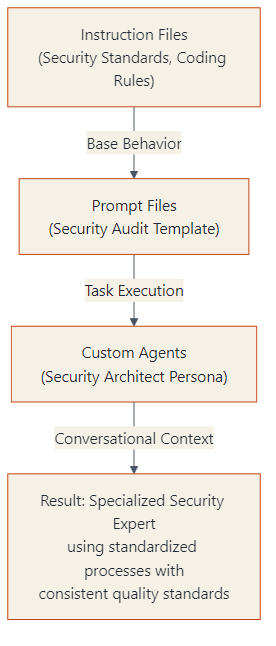 Instruction Files
(Security Standards, Coding
Rules)
Base Behavior
Prompt Files
(Security Audit Template)
Task Execution
Custom Agents
(Security Architect Persona)
Conversational Context
Result: Specialized Security
Expert
using standardized
processes with
consistent quality standards